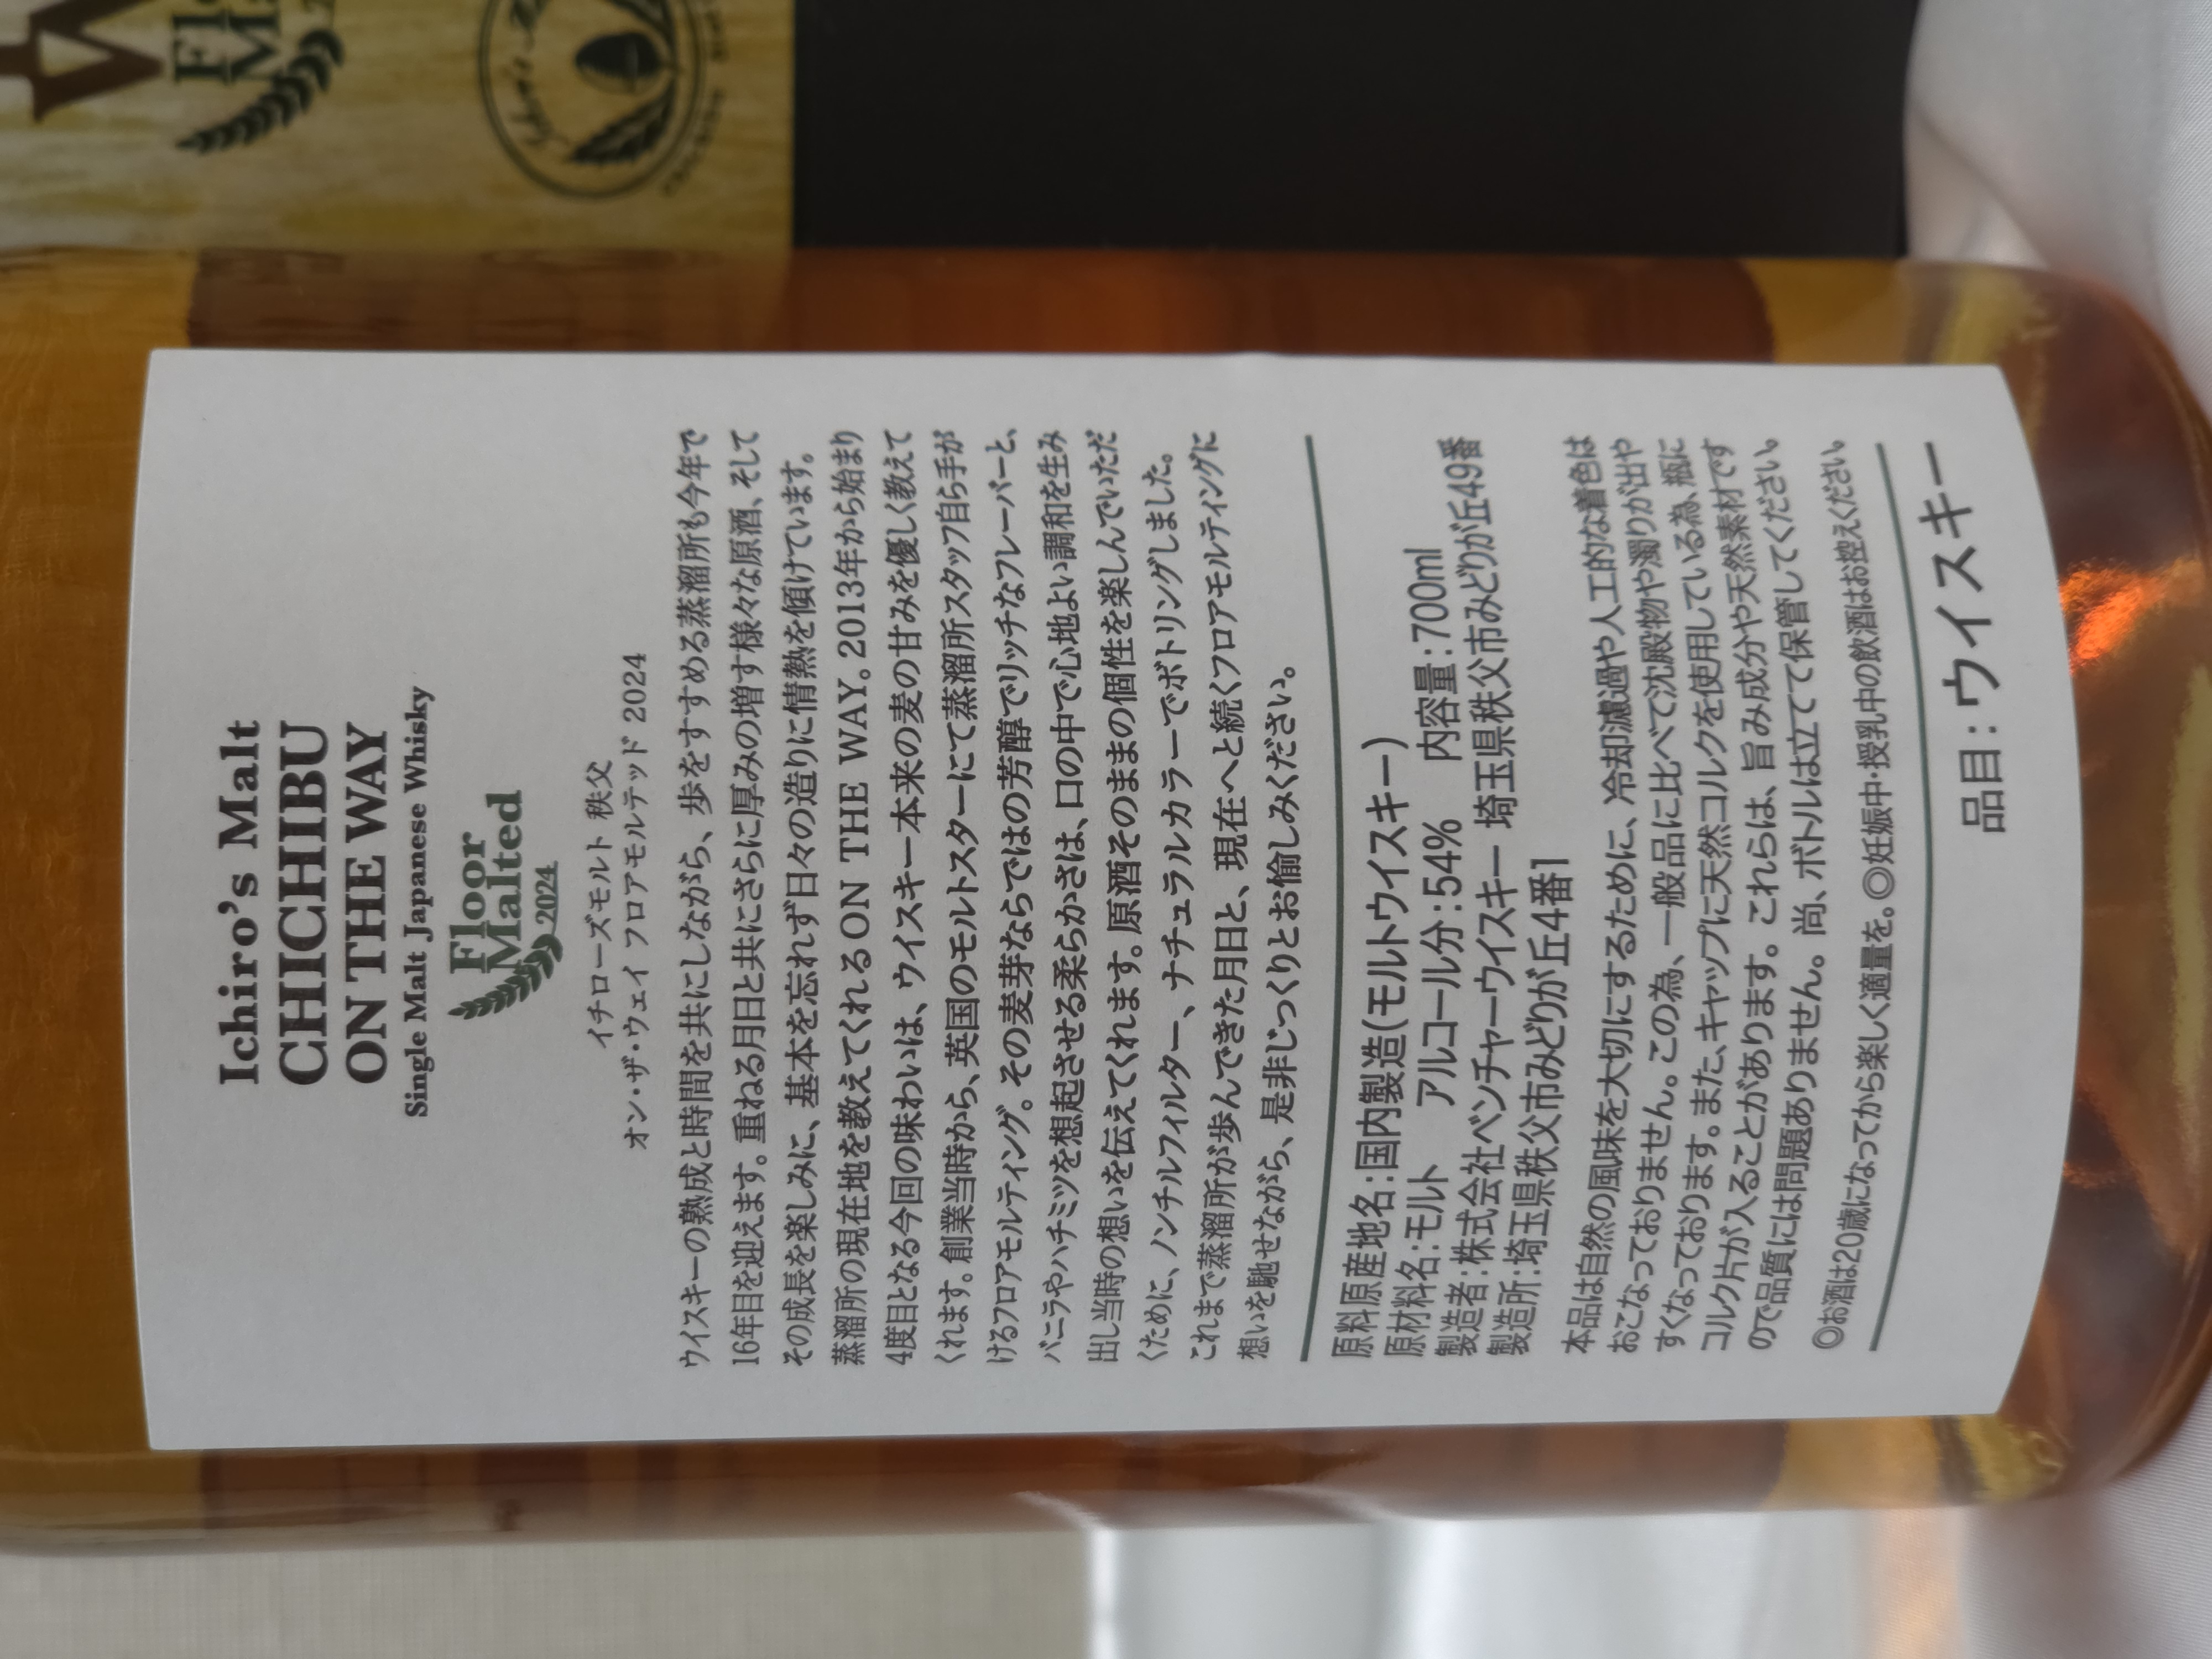 Ichiro's Malt
CHICHIBU
ON THE WAY
Single Malt Japanese Whisky
Floor
Malted
2024
イチローズモルト 秩父
オン・ザ・ウェイ フロアモルテッド 2024
ウイスキーの熟成と時間を共にしながら、歩をすすめる蒸溜所も今年で
16年目を迎えます。重ねる月日と共にさらに厚みの増す様々な原酒、そして
その成長を楽しみに、基本を忘れず日々の造りに情熱を傾けています。
蒸溜所の現在地を教えてくれるON THE WAY。2013年から始まり
4度目となる今回の味わいは、ウイスキー本来の麦の甘みを優しく教えて
くれます。創業当時から、英国のモルトスターにて蒸溜所スタッフ自ら手が
けるフロアモルティング。その麦芽ならではの芳醇でリッチなフレーバーと、
バニラやハチミツを想起させる柔らかさは、口の中で心地よい調和を生み
出し当時の想いを伝えてくれます。原酒そのままの個性を楽しんでいただ
くために、ノンチルフィルター、ナチュラルカラーでボトリングしました。
これまで蒸溜所が歩んできた月日と、現在へと続くフロアモルティングに
想いを馳せながら、是非じっくりとお愉しみください。
原料原産地名:国内製造(モルトウイスキー)
原材料名:モルト アルコール分:54% 内容量:700ml
製造者:株式会社ベンチャーウイスキー 埼玉県秩父市みどりが丘49番
製造所:埼玉県秩父市みどりが丘4番1
本品は自然の風味を大切にするために、冷却濾過や人工的な着色は
おこなっておりません。この為、一般品に比べて沈殿物や濁りが出や
すくなっております。また、キャップに天然コルクを使用している為、瓶に
コルク片が入ることがあります。これらは、旨み成分や天然素材です
ので品質には問題ありません。尚、ボトルは立てて保管してください。
◎お酒は20歳になってから楽しく適量を。◎妊娠中・授乳中の飲酒はお控えください。
品目:ウイスキー